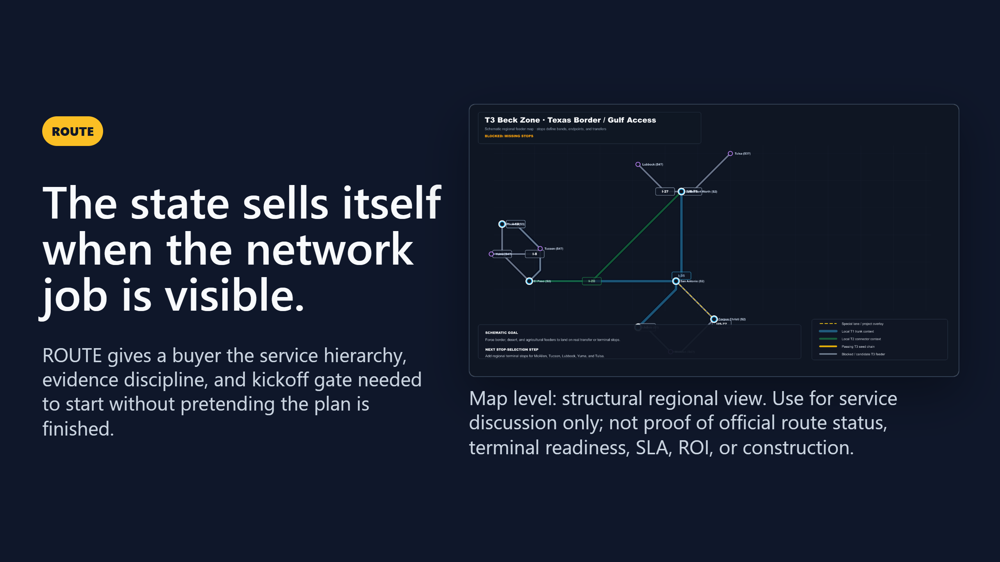 ROUTE
The state sells itself
when the network
job is visible.
ROUTE gives a buyer the service hierarchy,
evidence discipline, and kickoff gate needed
to start without pretending the plan is
finished.
T3 Beck Zone · Texas Border / Gulf Access
Schematic regional feeder map · stops define bends, endpoints, and transfers
BLOCKED: MISSING STOPS
Tulsa (S3?)
Lubbock (S4?)
I-27
Fort Worth (S2)
(S3)
Tucson (S4?)
Yuma (S4?)
I-8
I-35
El Paso (S2)
I-20
San Antonio (S2)
Corpus Christi (S2)
US-77
SCHEMATIC GOAL
Force border, desert, and agricultural feeders to land on real transfer or terminal stops.
NEXT STOP-SELECTION STEP
Add regional terminal stops for McAllen, Tucson, Lubbock, Yuma, and Tulsa.
Special lane / project overlay
Local T1 trunk context
Local T2 connector context
Passing T3 seed chain
Blocked / candidate T3 feeder
Map level: structural regional view. Use for service
discussion only; not proof of official route status,
terminal readiness, SLA, ROI, or construction.